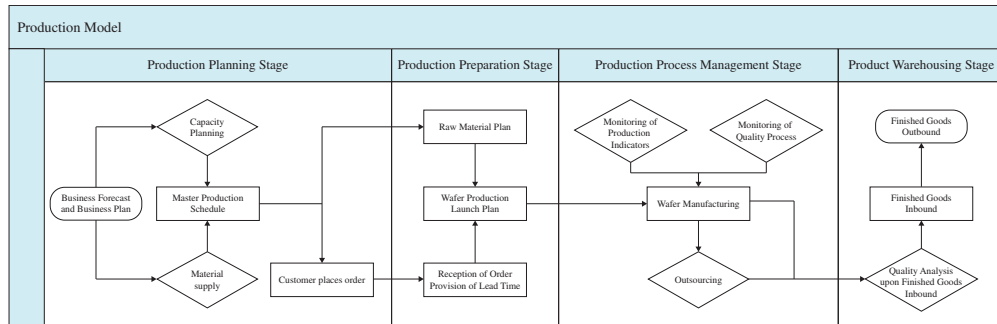 Production Model
Production Planning Stage
Production Preparation Stage
Production Process Management Stage
Product Warehousing Stage
Capacity
Planning
Business Forecast
and Business Plan
Master Production
Schedule
Material
supply
Customer places order
Raw Material Plan
Wafer Production
Launch Plan
Reception of Order
Provision of Lead Time
Monitoring of
Production
Indicators
Monitoring of
Quality Process
Wafer Manufacturing
Outsourcing
Finished Goods
Outbound
Finished Goods
Inbound
Quality Analysis
upon Finished Goods
Inbound